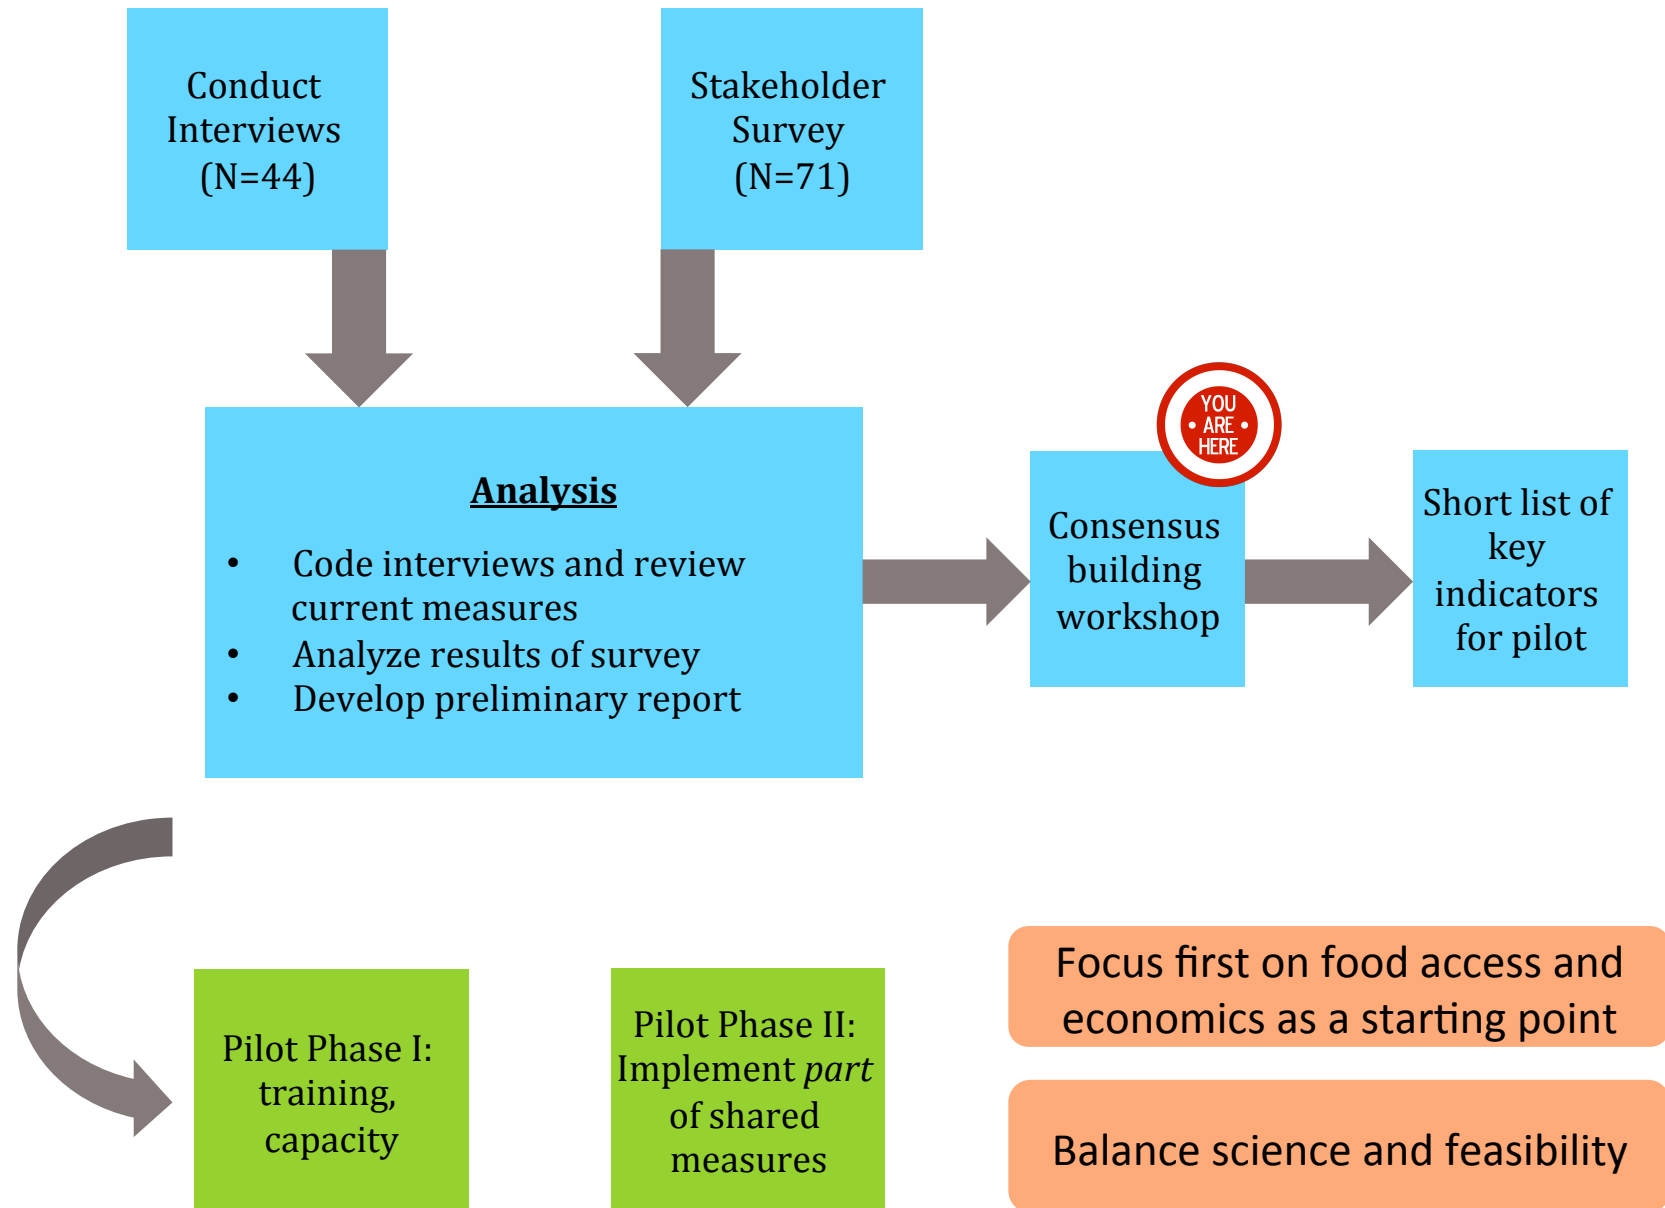 Conduct
Interviews
(N=44)
Stakeholder
Survey
(N=71)
Analysis
• Code interviews and review
current measures
• Analyze results of survey
• Develop preliminary report
YOU
• ARE •
HERE
Consensus
building
workshop
Short list of
key
indicators
for pilot
Pilot Phase I:
training,
capacity
Pilot Phase II:
Implement part
of shared
measures
Focus first on food access and
economics as a starting point
Balance science and feasibility